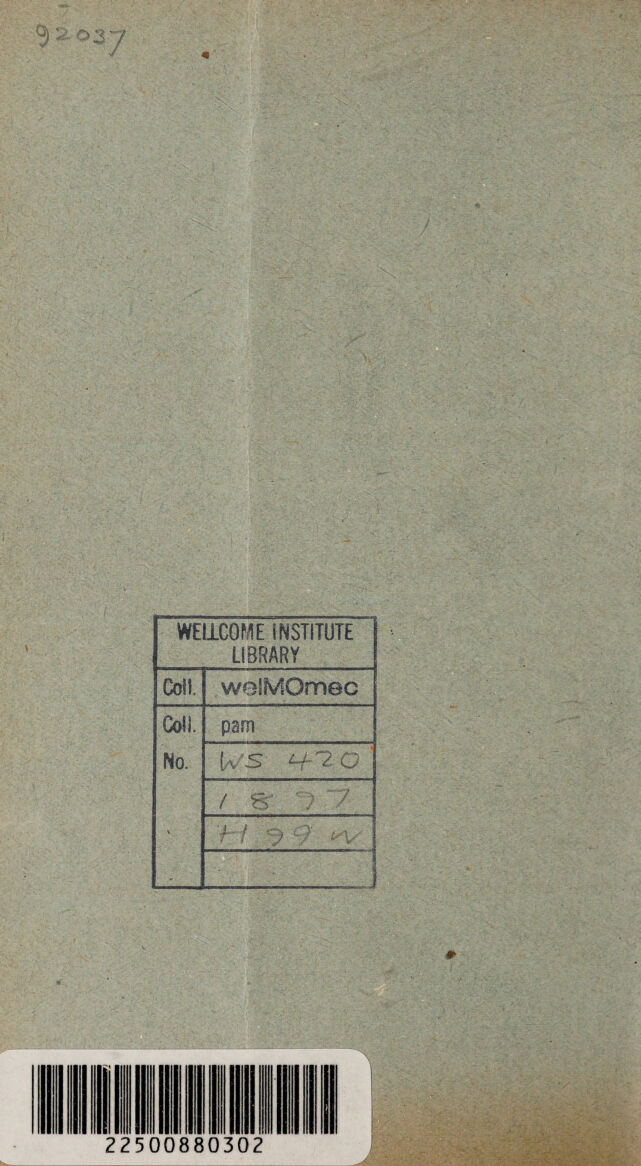 92037
WELLCOME INSTITUTE
LIBRARY
Coll. welMOmec
Coll. pam
No. WS 420
1897
H99W
22500880302